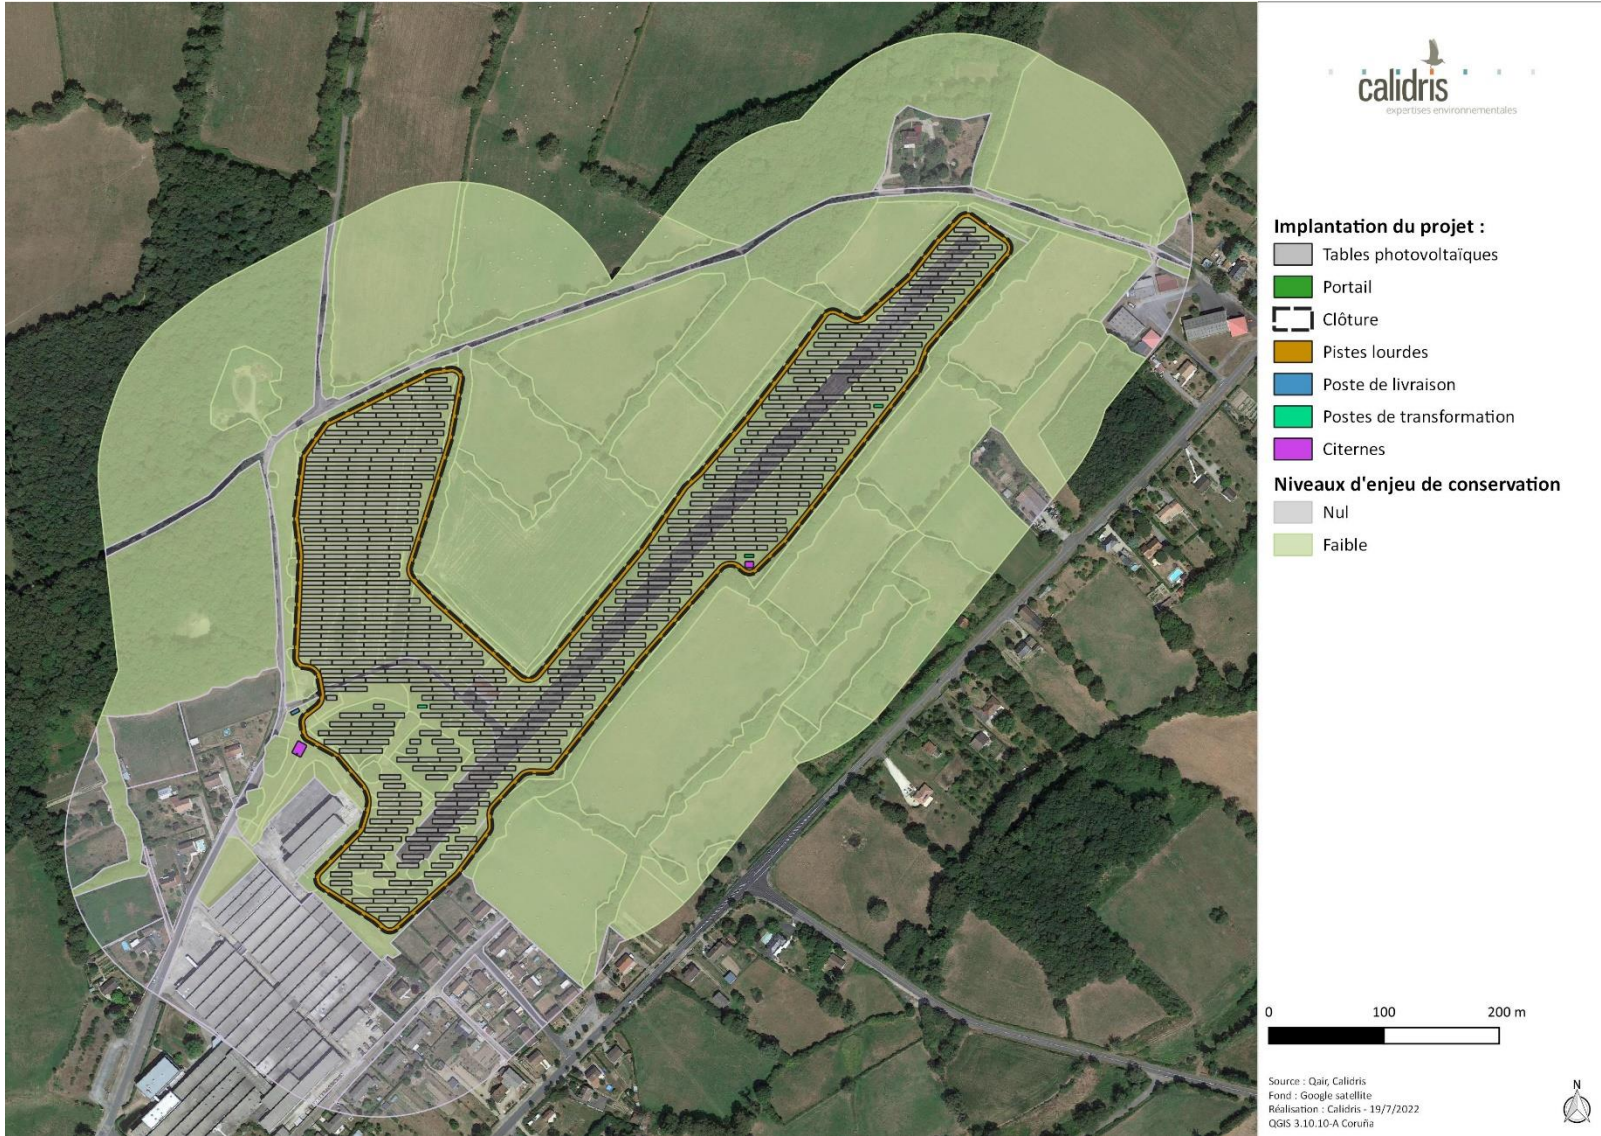 calidris
expertises environnementales
Implantation du projet :
Tables photovoltaïques
Portail
Clôture
Pistes lourdes
Poste de livraison
Postes de transformation
Citernes
Niveaux d'enjeu de conservation
Nul
Faible
0 100 200 m
Source : Qair, Calidris
Fond : Google satellite
Réalisation : Calidris - 19/7/2022
QGIS 3.10.10-A Coruña
N